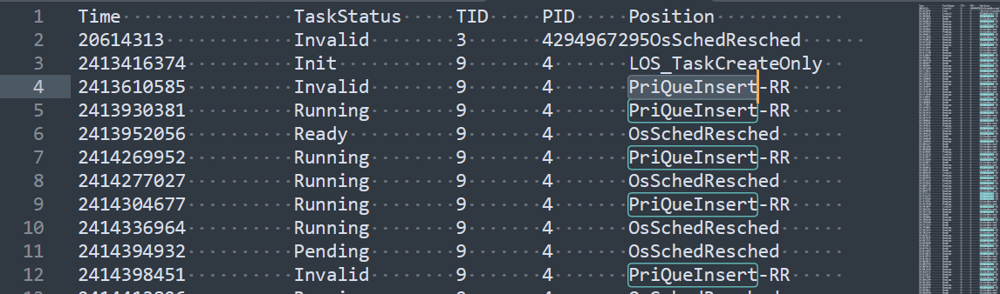 1 Time TaskStatus TID PID Position
2 20614313 Invalid 3 4294967295OsSchedResched
3 2413416374 Init 9 4 LOS_TaskCreateOnly
4 2413610585 Invalid 9 4 PriQueInsert-RR
5 2413930381 Running 9 4 PriQueInsert-RR
6 2413952056 Ready 9 4 OsSchedResched
7 2414269952 Running 9 4 PriQueInsert-RR
8 2414277027 Running 9 4 OsSchedResched
9 2414304677 Running 9 4 PriQueInsert-RR
10 2414336964 Running 9 4 OsSchedResched
11 2414394932 Pending 9 4 OsSchedResched
12 2414398451 Invalid 9 4 PriQueInsert-RR